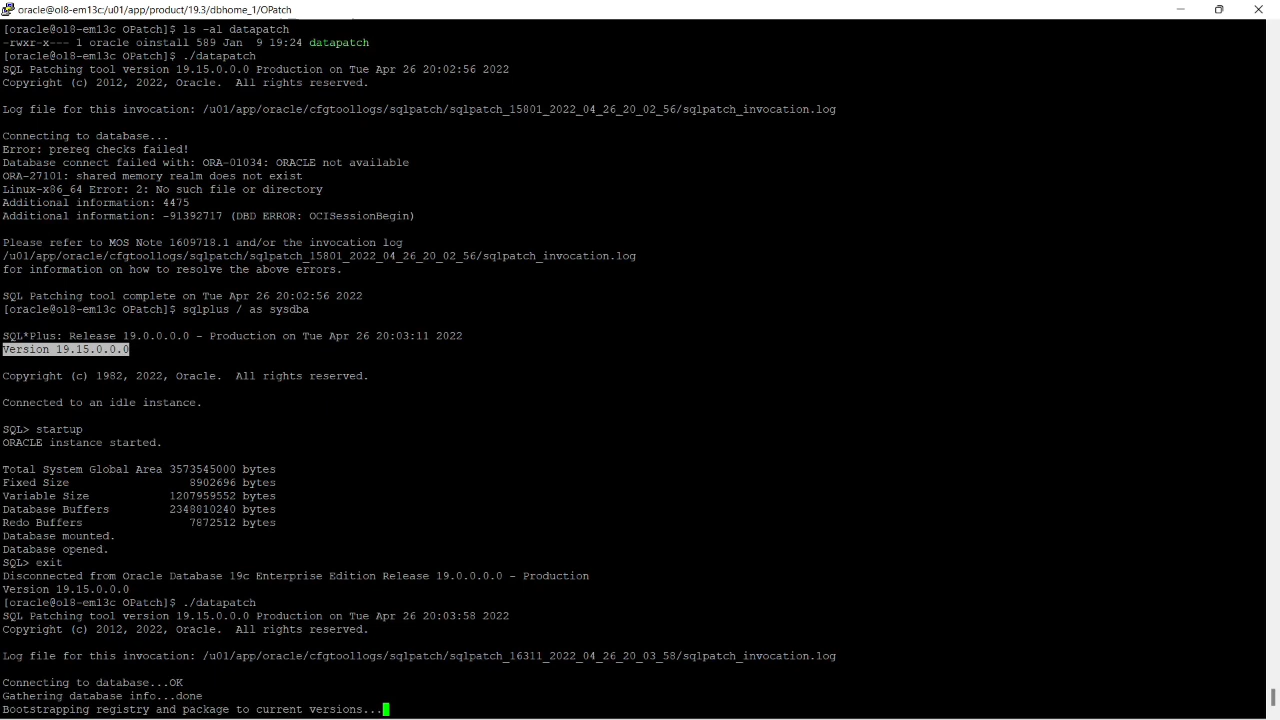 oracle@ol8-em13c:/u01/app/oracle/product/19.3/dbhome_1/OPatch
[oracle@ol8-em13c OPatch]$ ls -al datapatch
-rwxr-x--- 1 oracle oinstall 589 Jan  9 19:24 datapatch
[oracle@ol8-em13c OPatch]$ ./datapatch
SQL Patching tool version 19.15.0.0.0 Production on Tue Apr 26 20:02:56 2022
Copyright (c) 2012, 2022, Oracle.  All rights reserved.
Log file for this invocation: /u01/app/oracle/cfgtoollogs/sqlpatch/sqlpatch_15801_2022_04_26_20_02_56/sqlpatch_invocation.log
Connecting to database...
Error: prereq checks failed!
Database connect failed with: ORA-01034: ORACLE not available
ORA-27101: shared memory realm does not exist
Linux-x86_64 Error: 2: No such file or directory
Additional information: 4475
Additional information: -91392717 (DBD ERROR: OCISessionBegin)
Please refer to MOS Note 1609718.1 and/or the invocation log
/u01/app/oracle/cfgtoollogs/sqlpatch/sqlpatch_15801_2022_04_26_20_02_56/sqlpatch_invocation.log
for information on how to resolve the above errors.
SQL Patching tool complete on Tue Apr 26 20:02:56 2022
[oracle@ol8-em13c OPatch]$ sqlplus / as sysdba
SQL*Plus: Release 19.0.0.0.0 - Production on Tue Apr 26 20:03:11 2022
Version 19.15.0.0.0
Copyright (c) 1982, 2022, Oracle.  All rights reserved.
Connected to an idle instance.
SQL> startup
ORACLE instance started.
Total System Global Area 3573545000 bytes
Fixed Size                  8902696 bytes
Variable Size            1207959552 bytes
Database Buffers         2348810240 bytes
Redo Buffers                7872512 bytes
Database mounted.
Database opened.
SQL> exit
Disconnected from Oracle Database 19c Enterprise Edition Release 19.0.0.0.0 - Production
Version 19.15.0.0.0
[oracle@ol8-em13c OPatch]$ ./datapatch
SQL Patching tool version 19.15.0.0.0 Production on Tue Apr 26 20:03:58 2022
Copyright (c) 2012, 2022, Oracle.  All rights reserved.
Log file for this invocation: /u01/app/oracle/cfgtoollogs/sqlpatch/sqlpatch_16311_2022_04_26_20_03_58/sqlpatch_invocation.log
Connecting to database...OK
Gathering database info...done
Bootstrapping registry and package to current versions...